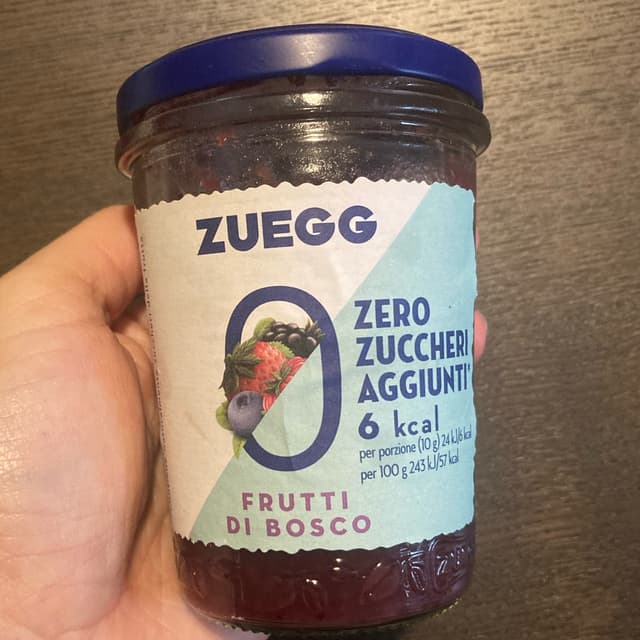 ZUEGG
ZERO
ZUCCHERI
AGGIUNTI*
6 kcal
per porzione (10 g) 24 kJ/6 kcal
per 100 g 243 kJ/57 kcal
FRUTTI
DI BOSCO